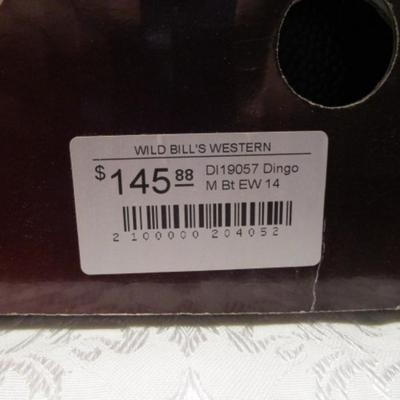 WILD BILL'S WESTERN
$145.88 DI19057 Dingo
M Bt EW 14
2 100000 204052